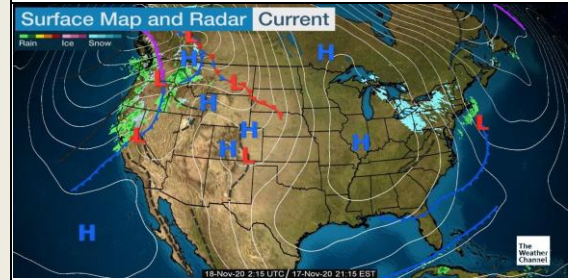 Surface Map and Radar Current
Rain Ice Snow
L
H
H
L
L
H
H
L
H
L
H
H
L
H
The
Weather
Channel
18-Nov-20 2:15 UTC / 17-Nov-20 21:15 EST